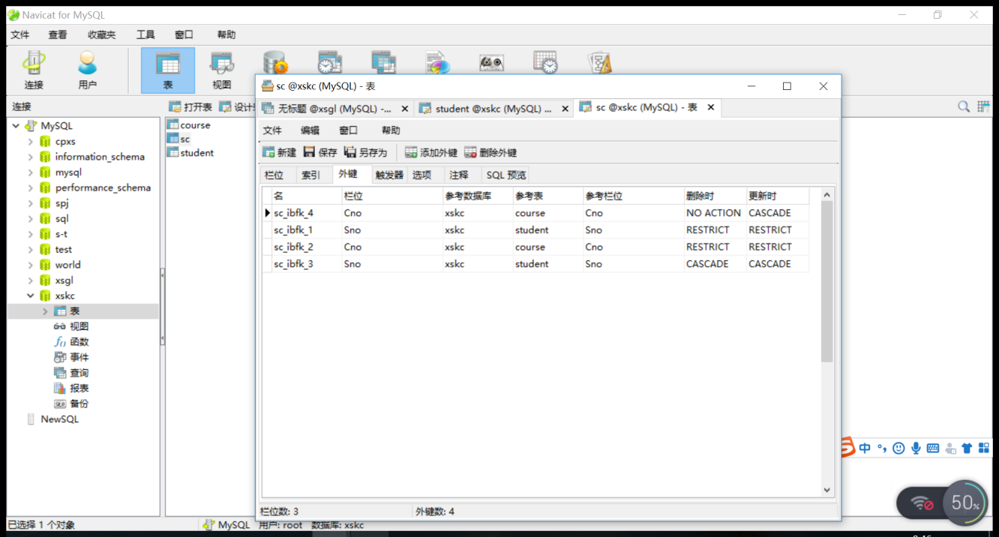 Navicat for MySQL
文件 查看 收藏夹 工具 窗口 帮助
连接 用户 表 视图
sc @xskc (MySQL) - 表
连接
打开表 设计
无标题 @xsgl (MySQL) -... student @xskc (MySQL) ... sc @xskc (MySQL) - 表
文件 编辑 窗口 帮助
新建 保存 另存为 添加外键 删除外键
栏位 索引 外键 触发器 选项 注释 SQL 预览
名 栏位 参考数据库 参考表 参考栏位 删除时 更新时
sc_ibfk_4 Cno xskc course Cno NO ACTION CASCADE
sc_ibfk_1 Sno xskc student Sno RESTRICT RESTRICT
sc_ibfk_2 Cno xskc course Cno RESTRICT RESTRICT
sc_ibfk_3 Sno xskc student Sno CASCADE CASCADE
栏位数: 3 外键数: 4
MySQL
cpxs
information_schema
mysql
performance_schema
spj
sql
s-t
test
world
xsgl
xskc
表
视图
函数
事件
查询
报表
备份
NewSQL
course
sc
student
中
50%
已选择 1 个对象 MySQL 用户: root 数据库: xskc